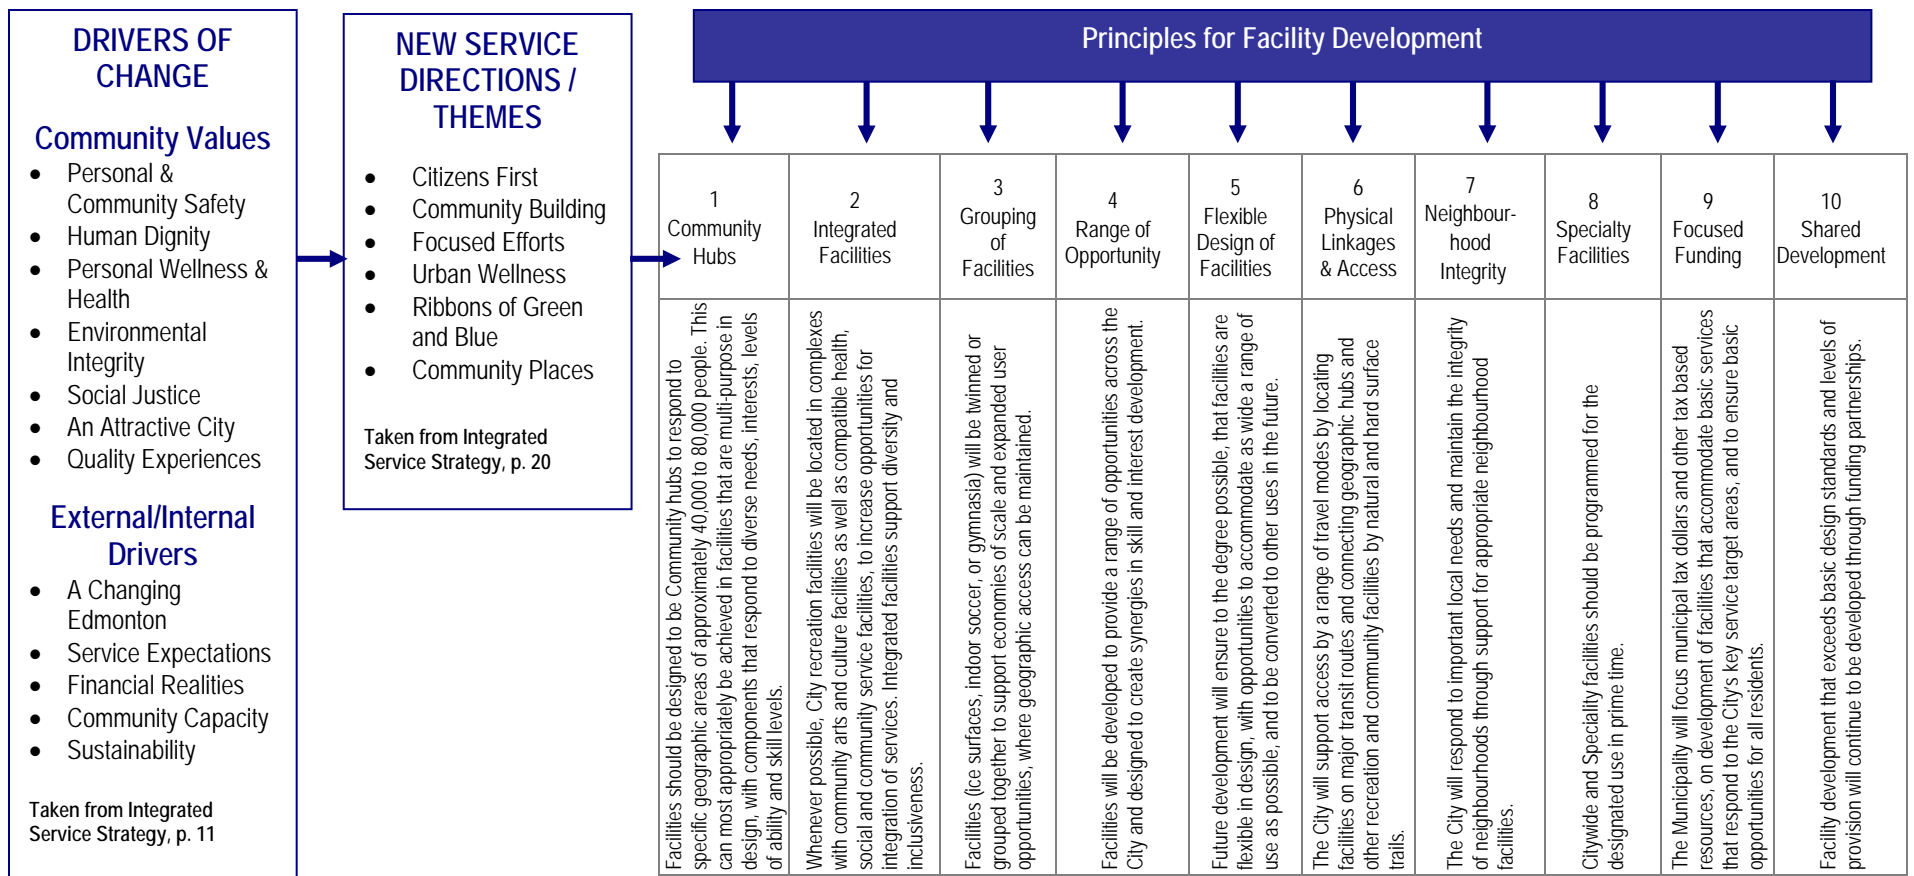 DRIVERS OF
CHANGE
Community Values
• Personal &
Community Safety
• Human Dignity
• Personal Wellness &
Health
• Environmental
Integrity
• Social Justice
• An Attractive City
• Quality Experiences
External/Internal
Drivers
• A Changing
Edmonton
• Service Expectations
• Financial Realities
• Community Capacity
• Sustainability
Taken from Integrated
Service Strategy, p. 11
NEW SERVICE
DIRECTIONS /
THEMES
• Citizens First
• Community Building
• Focused Efforts
• Urban Wellness
• Ribbons of Green
and Blue
• Community Places
Taken from Integrated
Service Strategy, p. 20
Principles for Facility Development
1
Community
Hubs
2
Integrated
Facilities
3
Grouping
of
Facilities
4
Range of
Opportunity
5
Flexible
Design of
Facilities
6
Physical
Linkages
& Access
7
Neighbour-
hood
Integrity
8
Specialty
Facilities
9
Focused
Funding
10
Shared
Development
Facilities should be designed to be Community hubs to respond to
specific geographic areas of approximately 40,000 to 80,000 people. This
can most appropriately be achieved in facilities that are multi-purpose in
design, with components that respond to diverse needs, interests, levels
of ability and skill levels.
Whenever possible, City recreation facilities will be located in complexes
with community arts and culture facilities as well as compatible health,
social and community service facilities, to increase opportunities for
integration of services. Integrated facilities support diversity and
inclusiveness.
Facilities (ice surfaces, indoor soccer, or gymnasia) will be twinned or
grouped together to support economies of scale and expanded user
opportunities, where geographic access can be maintained.
Facilities will be developed to provide a range of opportunities across the
City and designed to create synergies in skill and interest development.
Future development will ensure to the degree possible, that facilities are
flexible in design, with opportunities to accommodate as wide a range of
use as possible, and to be converted to other uses in the future.
The City will support access by a range of travel modes by locating
facilities on major transit routes and connecting geographic hubs and
other recreation and community facilities by natural and hard surface
trails.
The City will respond to important local needs and maintain the integrity
of neighbourhoods through support for appropriate neighbourhood
facilities.
Citywide and Speciality facilities should be programmed for the
designated use in prime time.
The Municipality will focus municipal tax dollars and other tax based
resources, on development of facilities that accommodate basic services
that respond to the City's key service target areas, and to ensure basic
opportunities for all residents.
Facility development that exceeds basic design standards and levels of
provision will continue to be developed through funding partnerships.